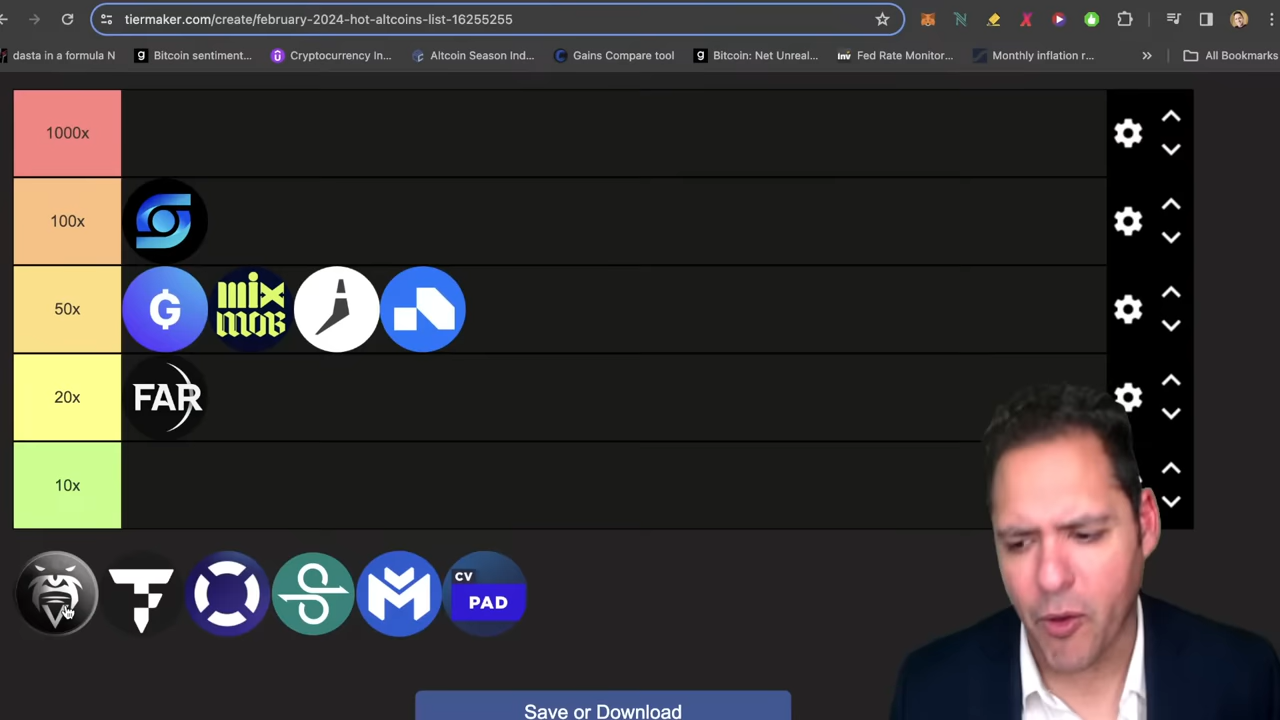 tiermaker.com/create/february-2024-hot-altcoins-list-16255255
dasta in a formula N
Bitcoin sentiment...
Cryptocurrency In...
Altcoin Season Ind...
Gains Compare tool
Bitcoin: Net Unreal...
inv Fed Rate Monitor...
Monthly inflation r...
»
All Bookmarks
1000x
100x
50x
mix
mob
20x
FAR
10x
CV
PAD
Save or Download